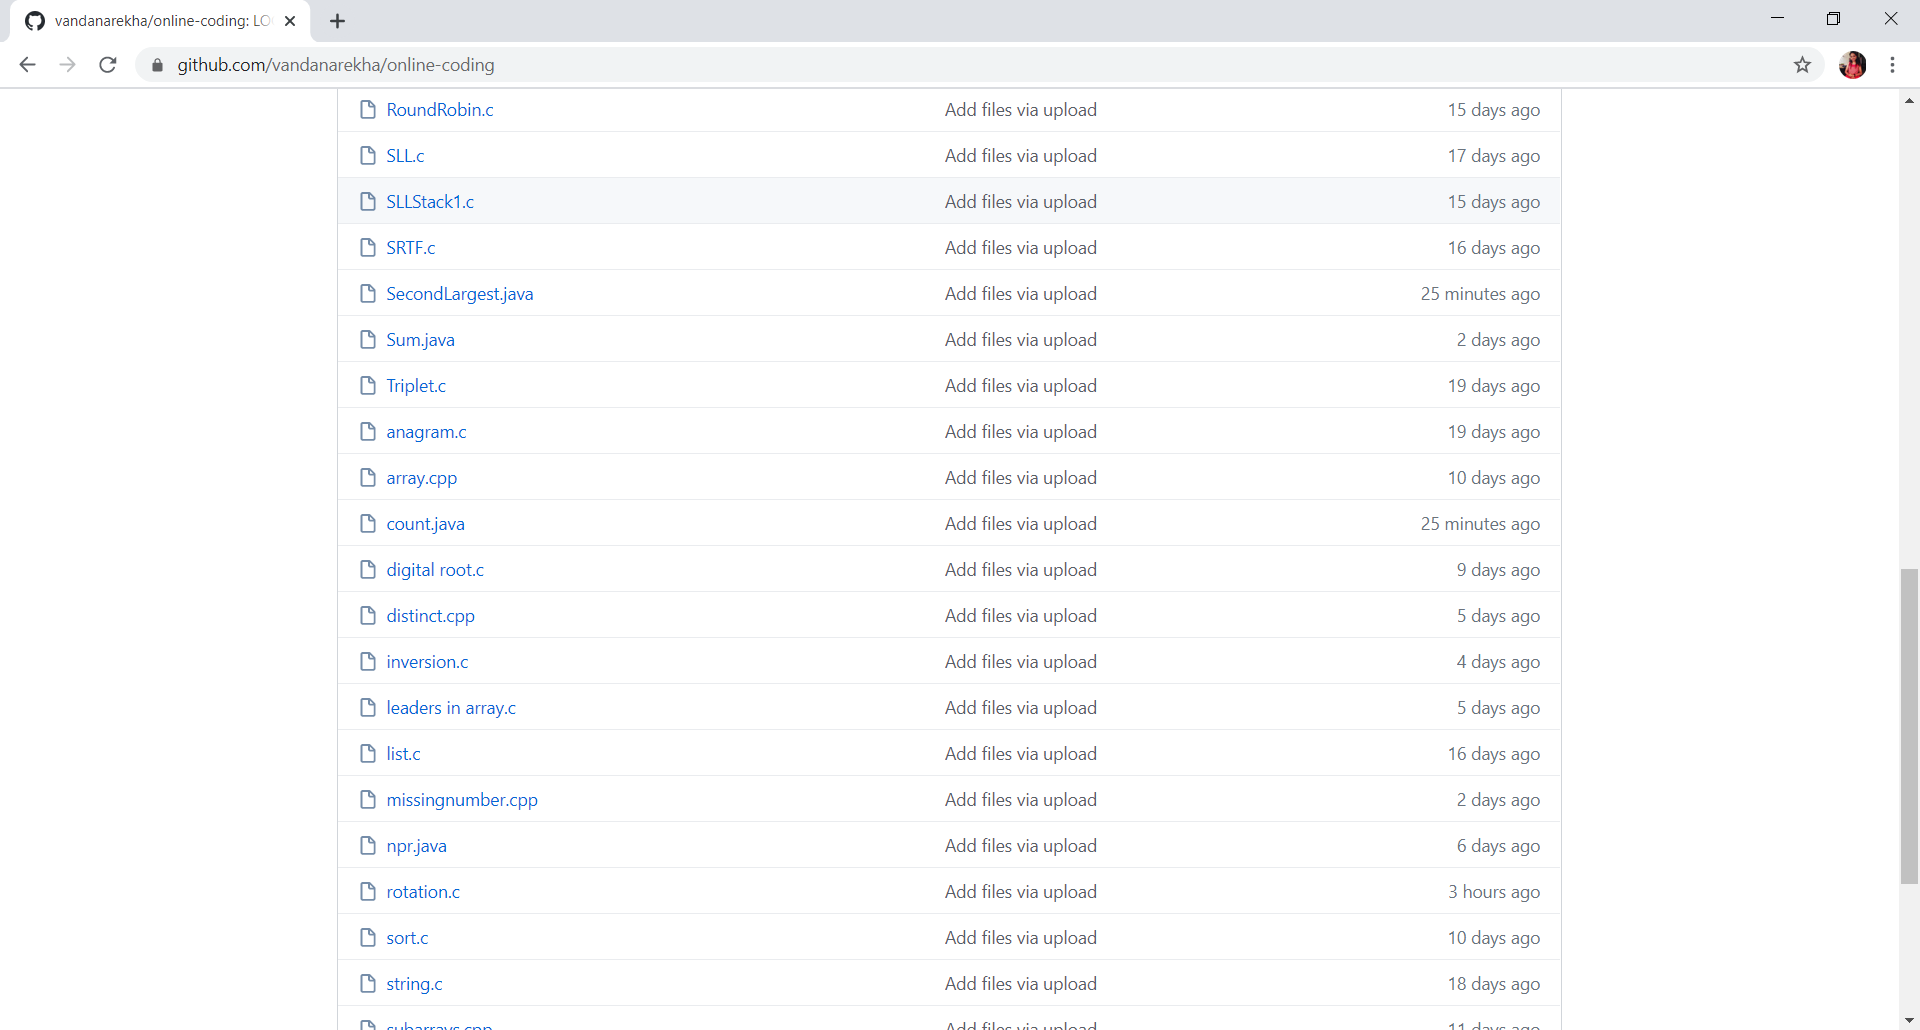 vandanarekha/online-coding: LO
github.com/vandanarekha/online-coding
RoundRobin.c Add files via upload 15 days ago
SLL.c Add files via upload 17 days ago
SLLStack1.c Add files via upload 15 days ago
SRTF.c Add files via upload 16 days ago
SecondLargest.java Add files via upload 25 minutes ago
Sum.java Add files via upload 2 days ago
Triplet.c Add files via upload 19 days ago
anagram.c Add files via upload 19 days ago
array.cpp Add files via upload 10 days ago
count.java Add files via upload 25 minutes ago
digital root.c Add files via upload 9 days ago
distinct.cpp Add files via upload 5 days ago
inversion.c Add files via upload 4 days ago
leaders in array.c Add files via upload 5 days ago
list.c Add files via upload 16 days ago
missingnumber.cpp Add files via upload 2 days ago
npr.java Add files via upload 6 days ago
rotation.c Add files via upload 3 hours ago
sort.c Add files via upload 10 days ago
string.c Add files via upload 18 days ago
subarrays.cpp Add files via upload 11 days ago